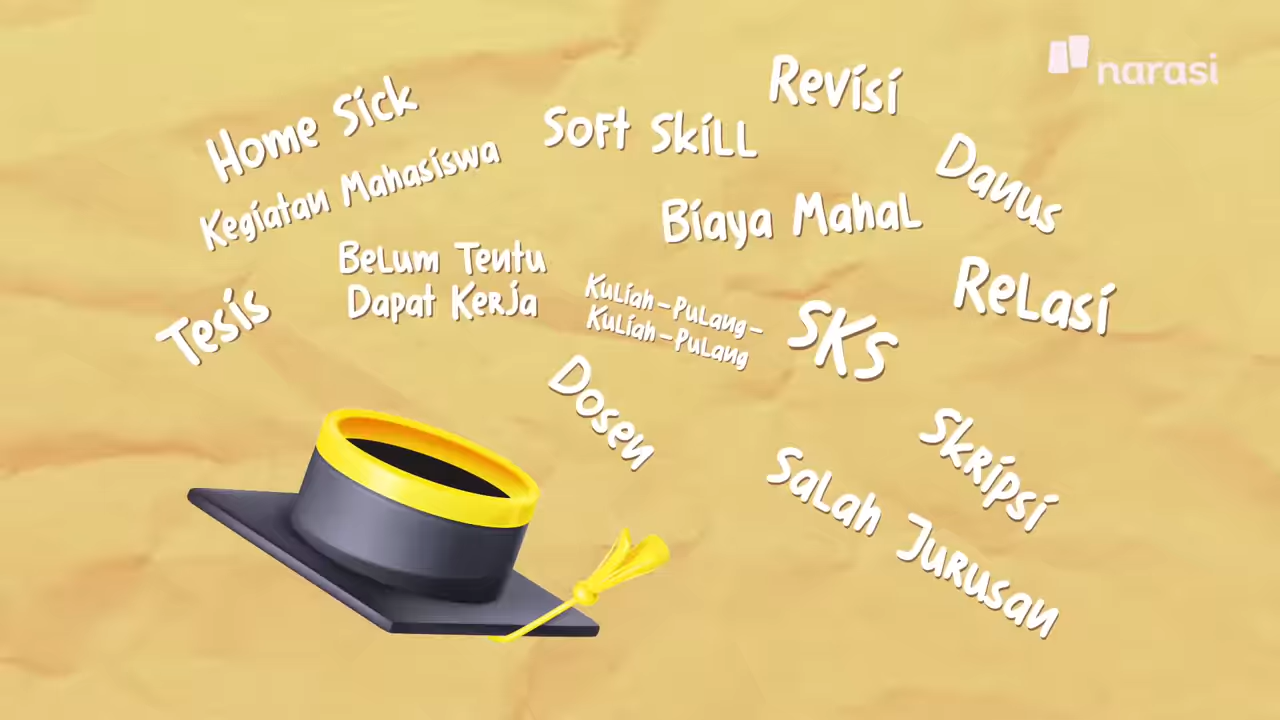 narasi
Revisi
Home Sick
Soft Skill
Danus
Kegiatan Mahasiswa
Biaya Mahal
Belum Tentu
Dapat Kerja
Relasi
Tesis
Kuliah-Pulang-
Kuliah-Pulang
SKS
Dosen
Skripsi
Salah Jurusan